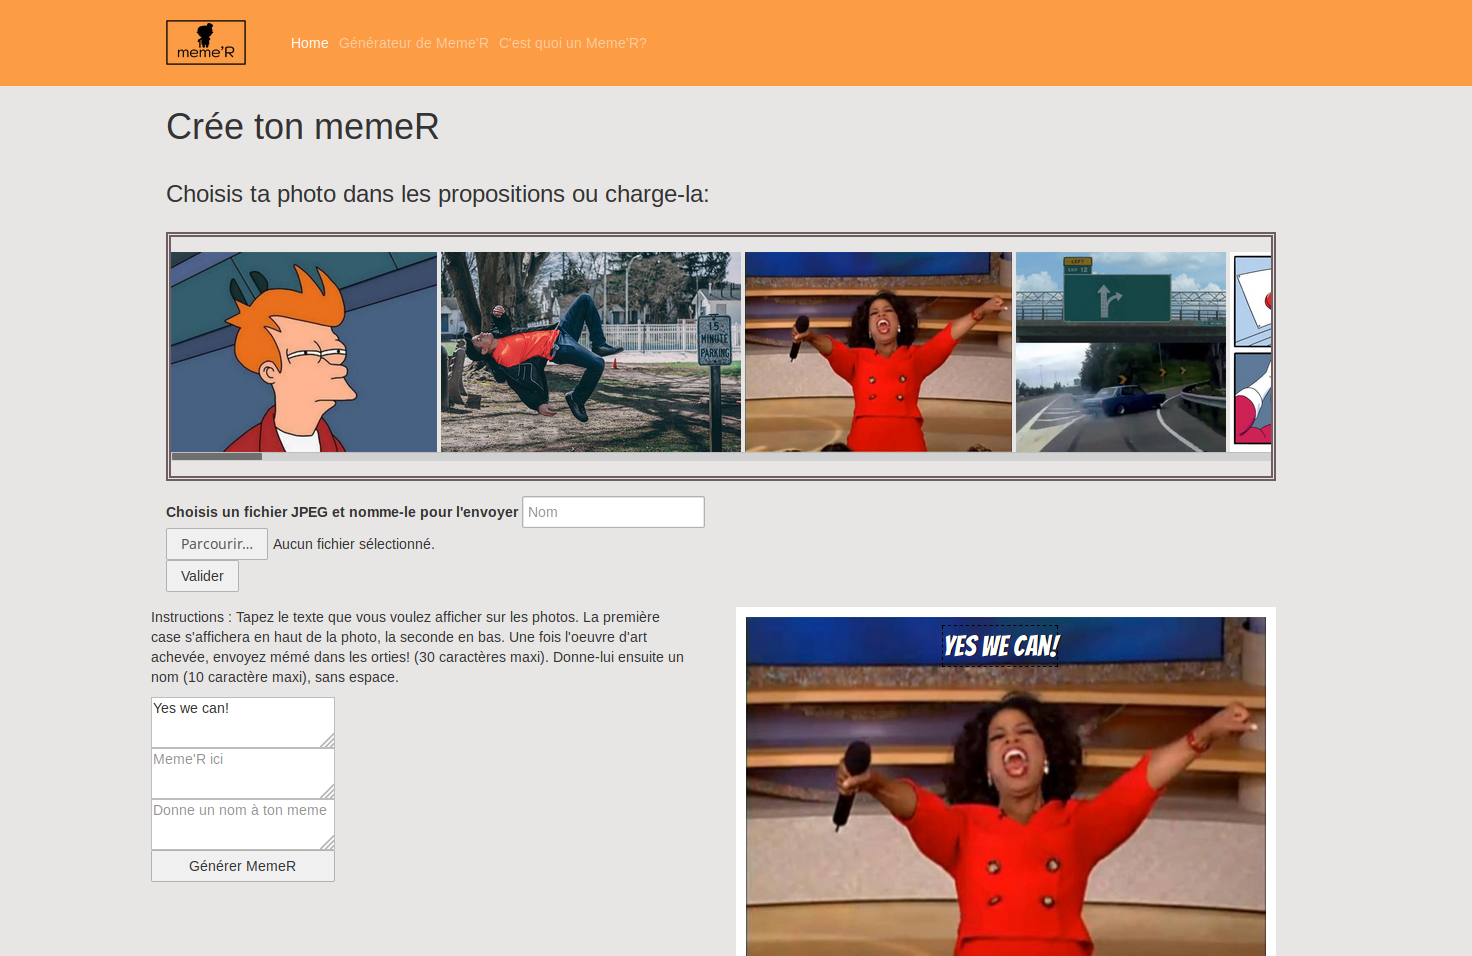 meme'R
Home Générateur de Meme'R C'est quoi un Meme'R?
Crée ton memeR
Choisis ta photo dans les propositions ou charge-la:
15
MINUTE
PARKING
LEFT
EXIT 12
Choisis un fichier JPEG et nomme-le pour l'envoyer Nom
Parcourir... Aucun fichier sélectionné.
Valider
Instructions : Tapez le texte que vous voulez afficher sur les photos. La première
case s'affichera en haut de la photo, la seconde en bas. Une fois l'oeuvre d'art
achevée, envoyez mémé dans les orties! (30 caractères maxi). Donne-lui ensuite un
nom (10 caractère maxi), sans espace.
Yes we can!
Meme'R ici
Donne un nom à ton meme
Générer MemeR
YES WE CAN!